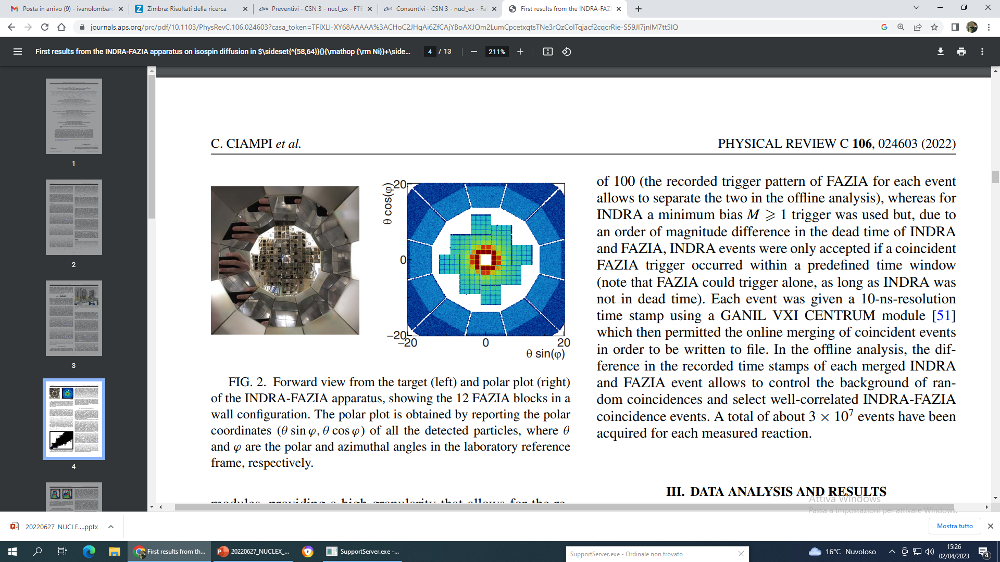 Posta in arrivo (9) - ivanolombar
Zimbra: Risultati della ricerca
Preventivi - CSN 3 - nucl_ex - FTE
Consuntivi - CSN 3 - nucl_ex - Fai
First results from the INDRA-FAZ
journals.aps.org/prc/pdf/10.1103/PhysRevC.106.024603?casa_token=TFIXLI-XY68AAAAA%3ACHoC2JHgAi6ZfCAjYBoAXJQm2LumCpcetxqtsTNe3rQzColTqjacf2cqcrRie-S59JI7jnIM7tt5IQ
First results from the INDRA-FAZIA apparatus on isospin diffusion in $\sideset{^{58,64}}{}{\mathop {\rm Ni}}+\side...
4 / 13
211%
1
2
3
4
C. CIAMPI et al.
PHYSICAL REVIEW C 106, 024603 (2022)
θ cos(φ)
20
0
−20
−20
0
20
θ sin(φ)
FIG. 2. Forward view from the target (left) and polar plot (right)
of the INDRA-FAZIA apparatus, showing the 12 FAZIA blocks in a
wall configuration. The polar plot is obtained by reporting the polar
coordinates (θ sin φ, θ cos φ) of all the detected particles, where θ
and φ are the polar and azimuthal angles in the laboratory reference
frame, respectively.
modules, providing a high granularity that allows for the re-
of 100 (the recorded trigger pattern of FAZIA for each event
allows to separate the two in the offline analysis), whereas for
INDRA a minimum bias M ⩾ 1 trigger was used but, due to
an order of magnitude difference in the dead time of INDRA
and FAZIA, INDRA events were only accepted if a coincident
FAZIA trigger occurred within a predefined time window
(note that FAZIA could trigger alone, as long as INDRA was
not in dead time). Each event was given a 10-ns-resolution
time stamp using a GANIL VXI CENTRUM module [51]
which then permitted the online merging of coincident events
in order to be written to file. In the offline analysis, the dif-
ference in the recorded time stamps of each merged INDRA
and FAZIA event allows to control the background of ran-
dom coincidences and select well-correlated INDRA-FAZIA
coincidence events. A total of about 3 × 10⁷ events have been
acquired for each measured reaction.
III. DATA ANALYSIS AND RESULTS
Attiva Windows
Passa a Impostazioni per attivare Windows.
20220627_NUCLE....pptx
Mostra tutto
First results from th...
20220627_NUCLEX_...
SupportServer.exe -...
SupportServer.exe - Ordinale non trovato
16°C Nuvoloso
15:26
02/04/2023
4